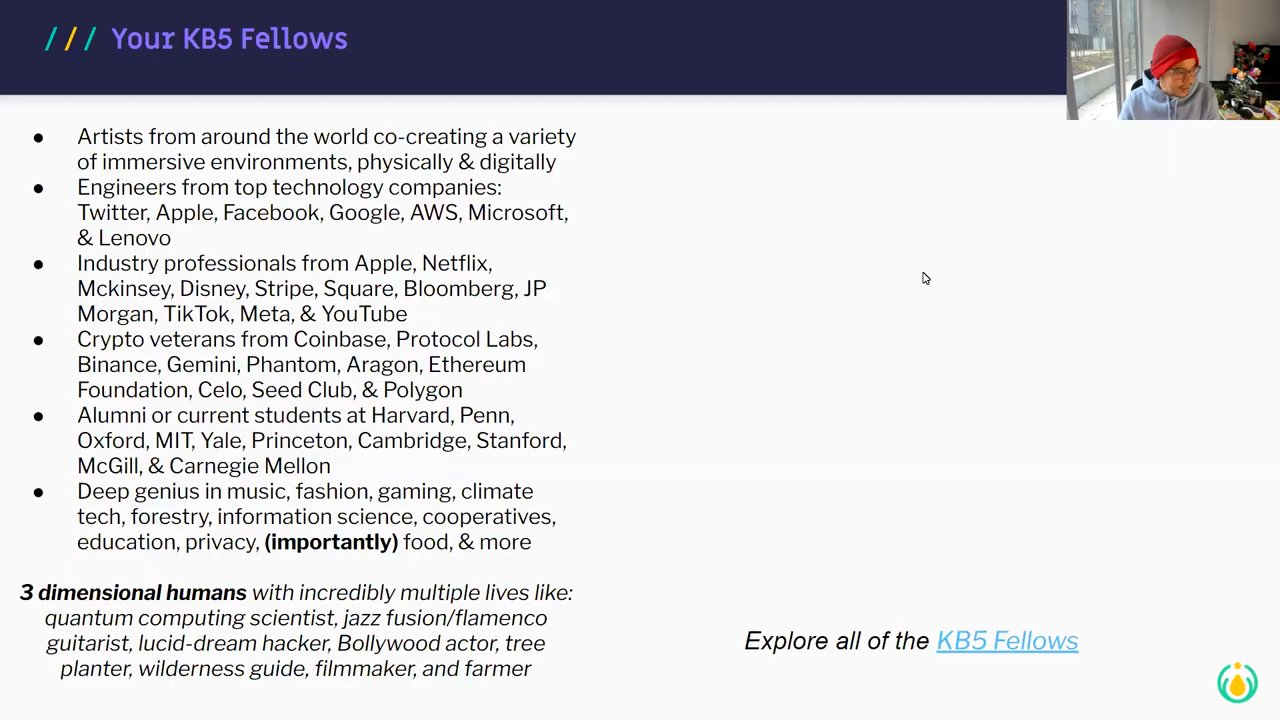 /// Your KB5 Fellows
● Artists from around the world co-creating a variety
of immersive environments, physically & digitally
● Engineers from top technology companies:
Twitter, Apple, Facebook, Google, AWS, Microsoft,
& Lenovo
● Industry professionals from Apple, Netflix,
Mckinsey, Disney, Stripe, Square, Bloomberg, JP
Morgan, TikTok, Meta, & YouTube
● Crypto veterans from Coinbase, Protocol Labs,
Binance, Gemini, Phantom, Aragon, Ethereum
Foundation, Celo, Seed Club, & Polygon
● Alumni or current students at Harvard, Penn,
Oxford, MIT, Yale, Princeton, Cambridge, Stanford,
McGill, & Carnegie Mellon
● Deep genius in music, fashion, gaming, climate
tech, forestry, information science, cooperatives,
education, privacy, (importantly) food, & more
3 dimensional humans with incredibly multiple lives like:
quantum computing scientist, jazz fusion/flamenco
guitarist, lucid-dream hacker, Bollywood actor, tree
planter, wilderness guide, filmmaker, and farmer
Explore all of the KB5 Fellows